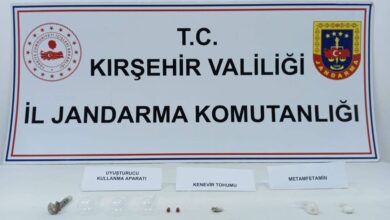 T.C.
KIRŞEHİR VALİLİĞİ
İL JANDARMA KOMUTANLIĞI
JANDARMA
UYUŞTURUCU
KULLANMA APARATI
KENEVİR TOHUMU
METAMFETAMİN